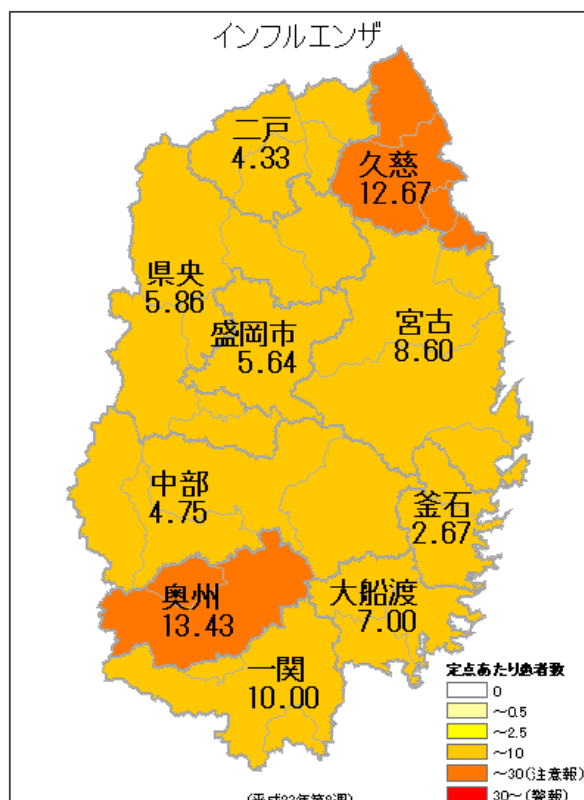 インフルエンザ
二戸
4.33
久慈
12.67
県央
5.86
盛岡市
5.64
宮古
8.60
中部
4.75
釜石
2.67
奥州
13.43
大船渡
7.00
一関
10.00
定点あたり患者数
0
～0.5
～2.5
～10
～30(注意報)
30～(警報)